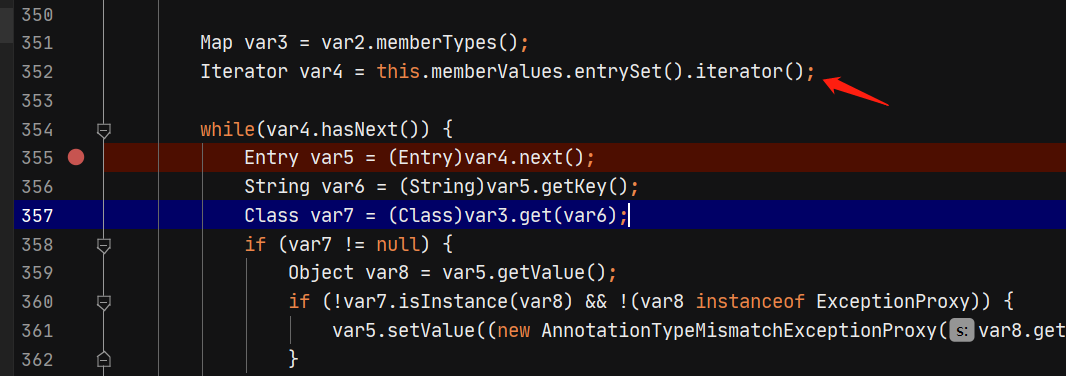 350
351 Map var3 = var2.memberTypes();
352 Iterator var4 = this.memberValues.entrySet().iterator();
353
354 while(var4.hasNext()) {
355 Entry var5 = (Entry)var4.next();
356 String var6 = (String)var5.getKey();
357 Class var7 = (Class)var3.get(var6);
358 if (var7 != null) {
359 Object var8 = var5.getValue();
360 if (!var7.isInstance(var8) && !(var8 instanceof ExceptionProxy)) {
361 var5.setValue((new AnnotationTypeMismatchExceptionProxy( s: var8.get
362 }